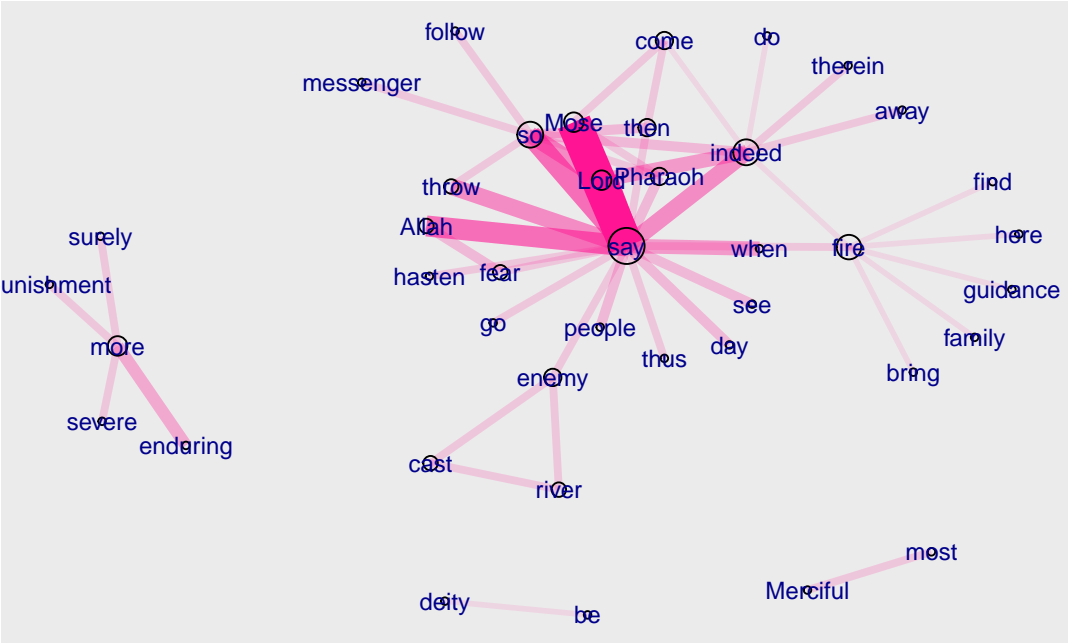 follow
come
do
messenger
therein
away
so
Mose
then
indeed
throw
Lord
Pharaoh
find
Allah
surely
say
when
fire
here
unishment
hasten
fear
guidance
see
go
people
thus
day
family
more
enemy
bring
severe
enduring
cast
river
most
Merciful
deity
be